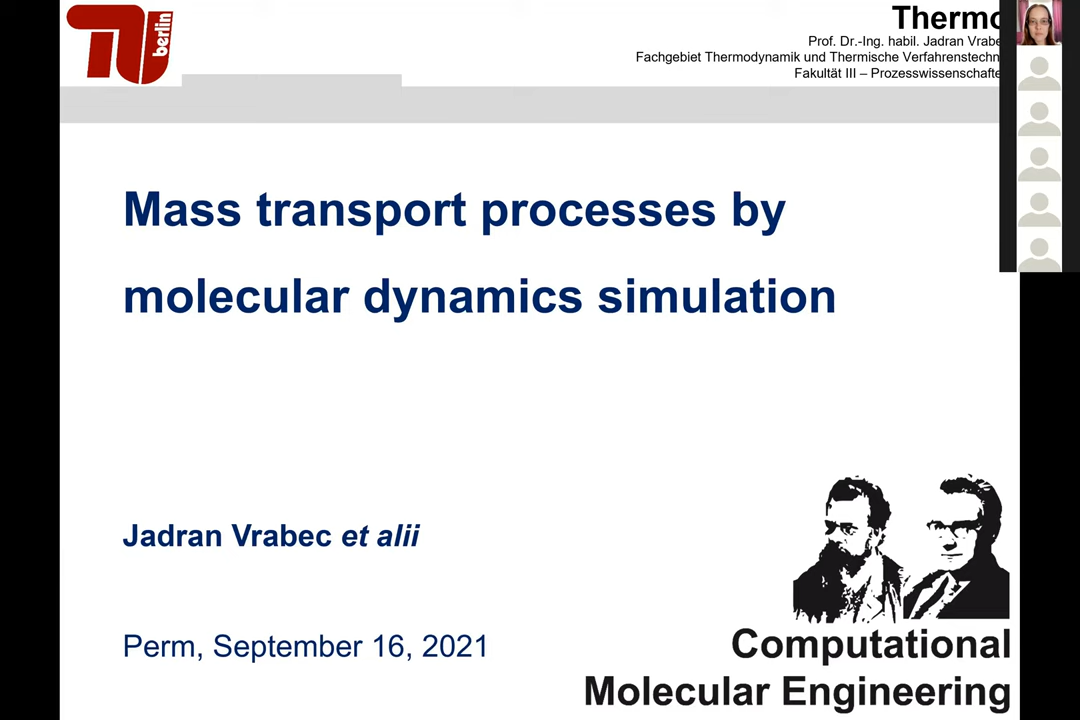 berlin
Thermo
Prof. Dr.-Ing. habil. Jadran Vrabe
Fachgebiet Thermodynamik und Thermische Verfahrenstechn
Fakultät III – Prozesswissenschafte
Mass transport processes by
molecular dynamics simulation
Jadran Vrabec et alii
Perm, September 16, 2021
Computational
Molecular Engineering